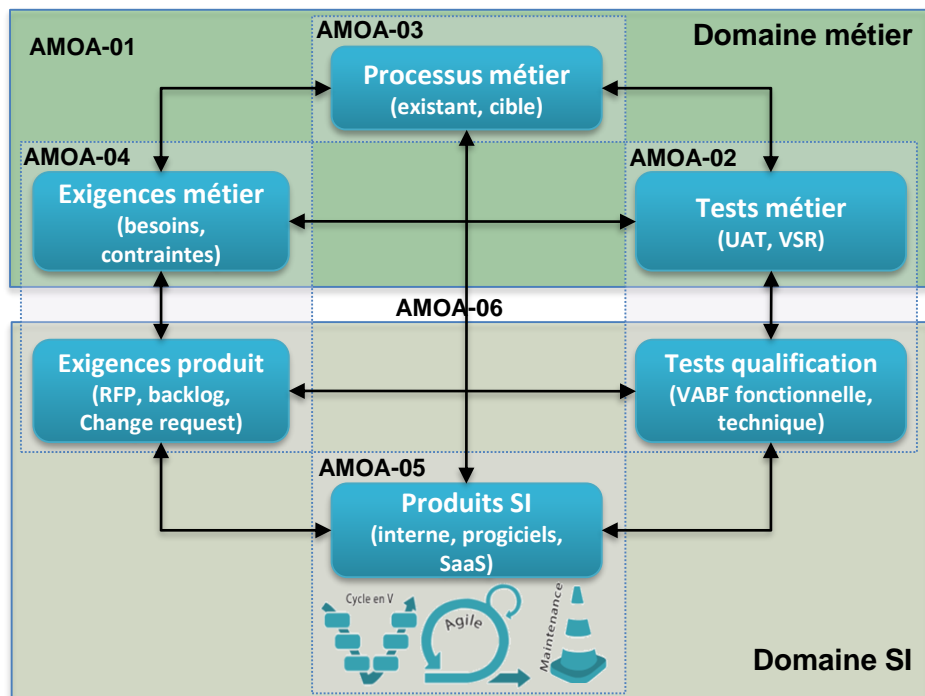 AMOA-01
AMOA-03
Domaine métier
Processus métier
(existant, cible)
AMOA-04
Exigences métier
(besoins,
contraintes)
AMOA-02
Tests métier
(UAT, VSR)
AMOA-06
Exigences produit
(RFP, backlog,
Change request)
Tests qualification
(VABF fonctionnelle,
technique)
AMOA-05
Produits SI
(interne, progiciels,
SaaS)
Cycle en V
Agile
Maintenance
Domaine SI